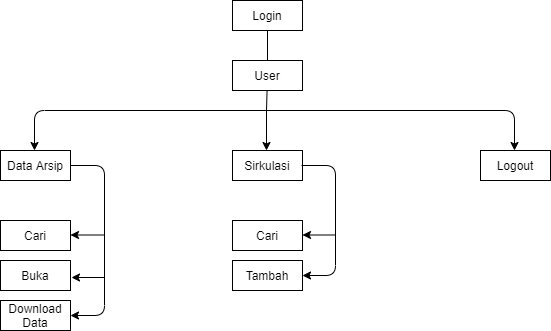 Login
User
Data Arsip
Sirkulasi
Logout
Cari
Cari
Buka
Tambah
Download
Data